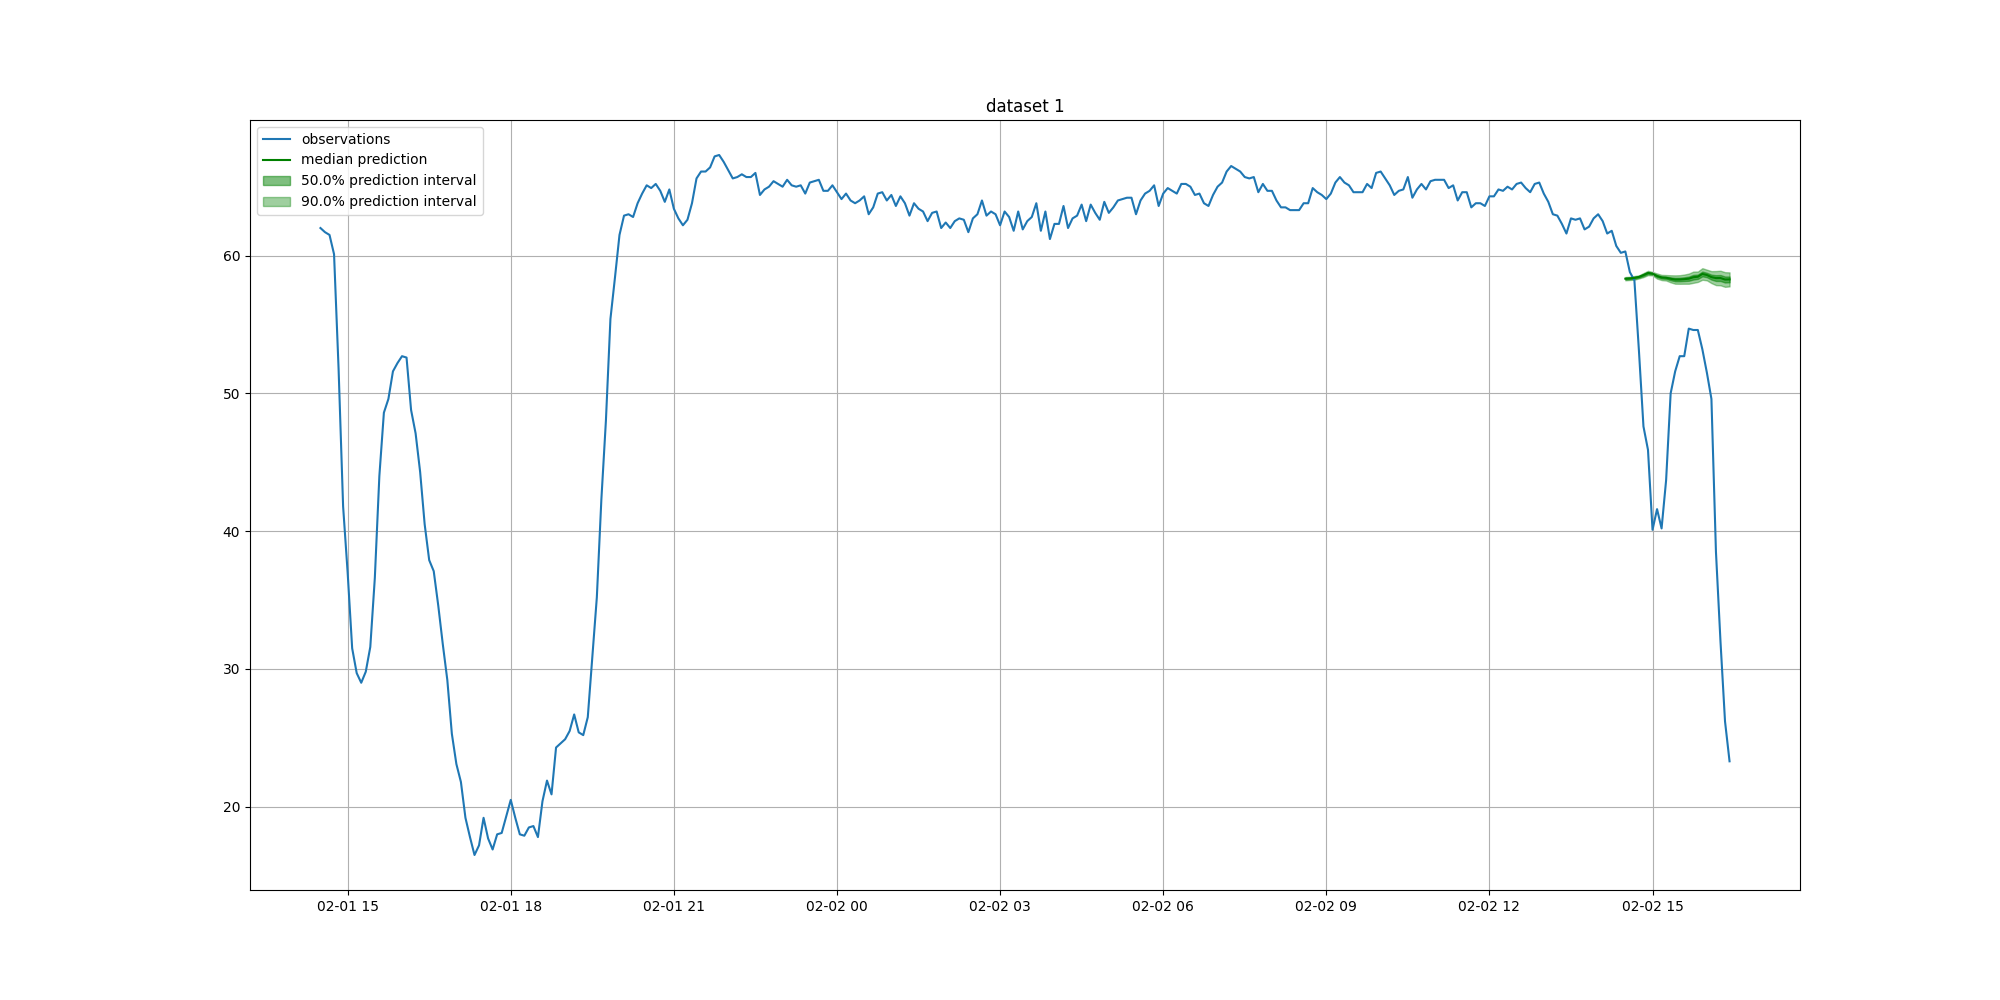 dataset 1
observations
median prediction
50.0% prediction interval
90.0% prediction interval
60
50
40
30
20
02-01 15
02-01 18
02-01 21
02-02 00
02-02 03
02-02 06
02-02 09
02-02 12
02-02 15